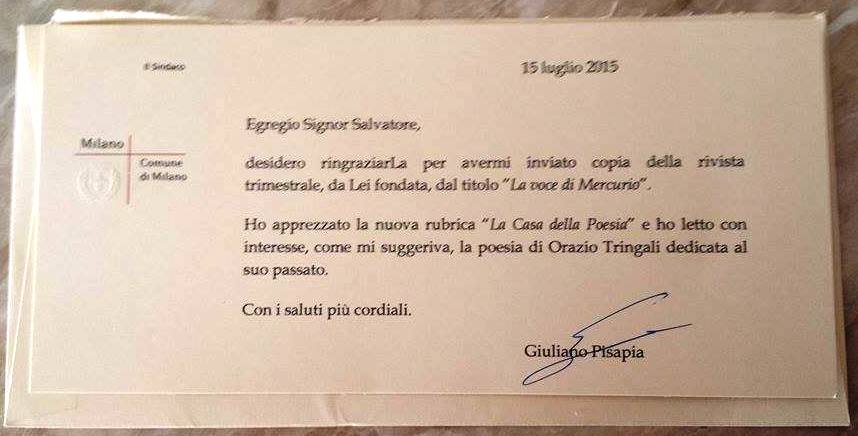 Il Sindaco
15 luglio 2015
Milano
Comune
di Milano
Egregio Signor Salvatore,
desidero ringraziarLa per avermi inviato copia della rivista
trimestrale, da Lei fondata, dal titolo "La voce di Mercurio".
Ho apprezzato la nuova rubrica "La Casa della Poesia" e ho letto con
interesse, come mi suggeriva, la poesia di Orazio Tringali dedicata al
suo passato.
Con i saluti più cordiali.
Giuliano Pisapia